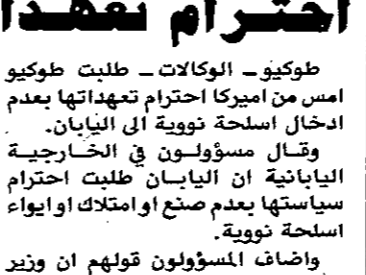 احترام تعهدا
طوكيو ـ الوكالات ـ طلبت طوكيو
امس من اميركا احترام تعهداتها بعدم
ادخال اسلحة نووية الى اليابان.
وقال مسؤولون في الخارجية
اليابانية ان اليابان طلبت احترام
سياستها بعدم صنع او امتلاك او ايواء
اسلحة نووية.
واضاف المسؤولون قولهم ان وزير